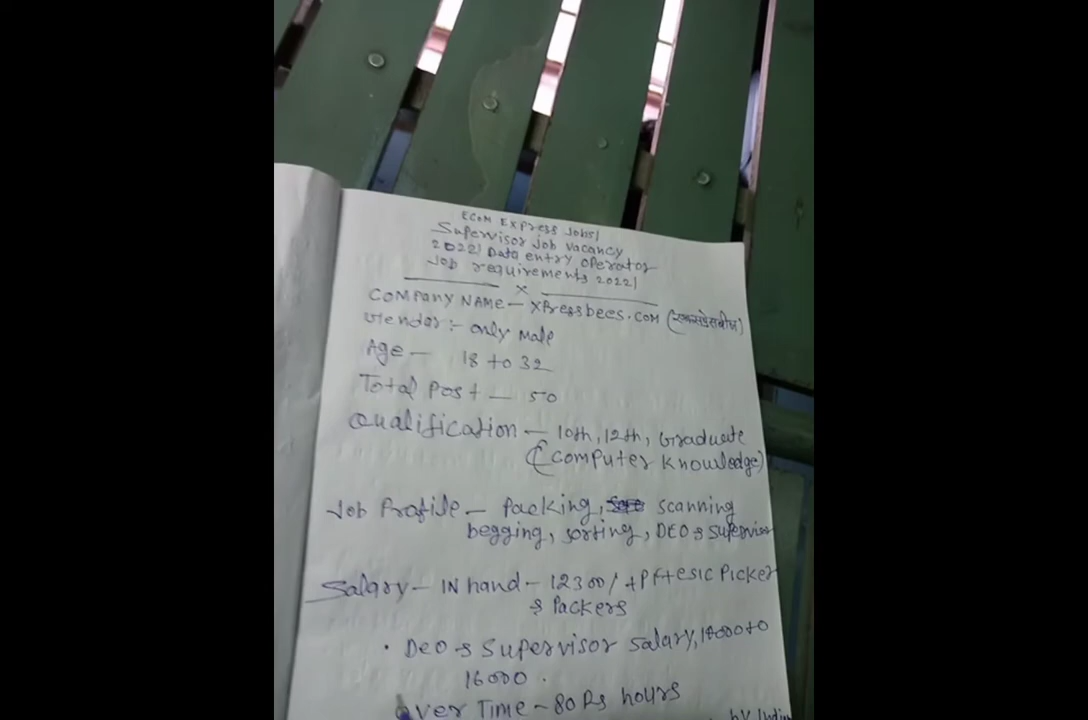 ECOM EXPRESS Jobs|
Supervisor Job vacancy
2022| Data entry operator
Job requirements 2022|
x
COMPANY NAME - XPressbees.COM (एक्सप्रेसबीज)
Gender :- only Male
Age - 18 to 32
Total Post - 50
Qualification - 10th, 12th, Graduate
(Computer Knowledge)
Job Profile - Packing, scanning
begging, sorting, DEO & Supervisor
Salary - IN hand - 12300/ +PF+esic Picker
& Packers
• DEO & Supervisor salary,
16000.
Over Time - 80 Rs hours